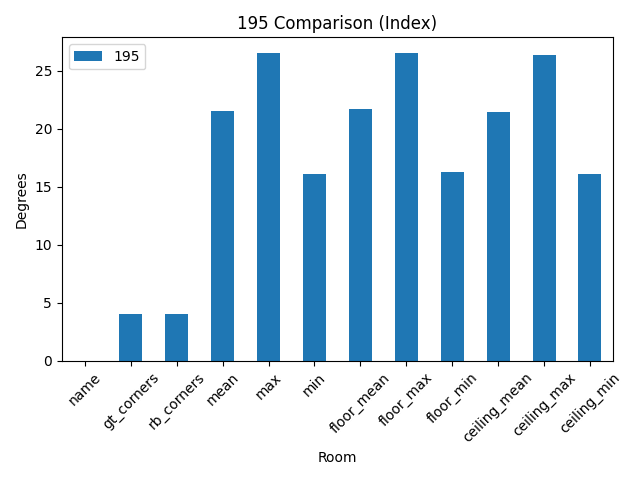 195 Comparison (Index)
195
Degrees
25
20
15
10
5
0
name
gt_corners
rb_corners
mean
max
min
floor_mean
floor_max
floor_min
ceiling_mean
ceiling_max
ceiling_min
Room